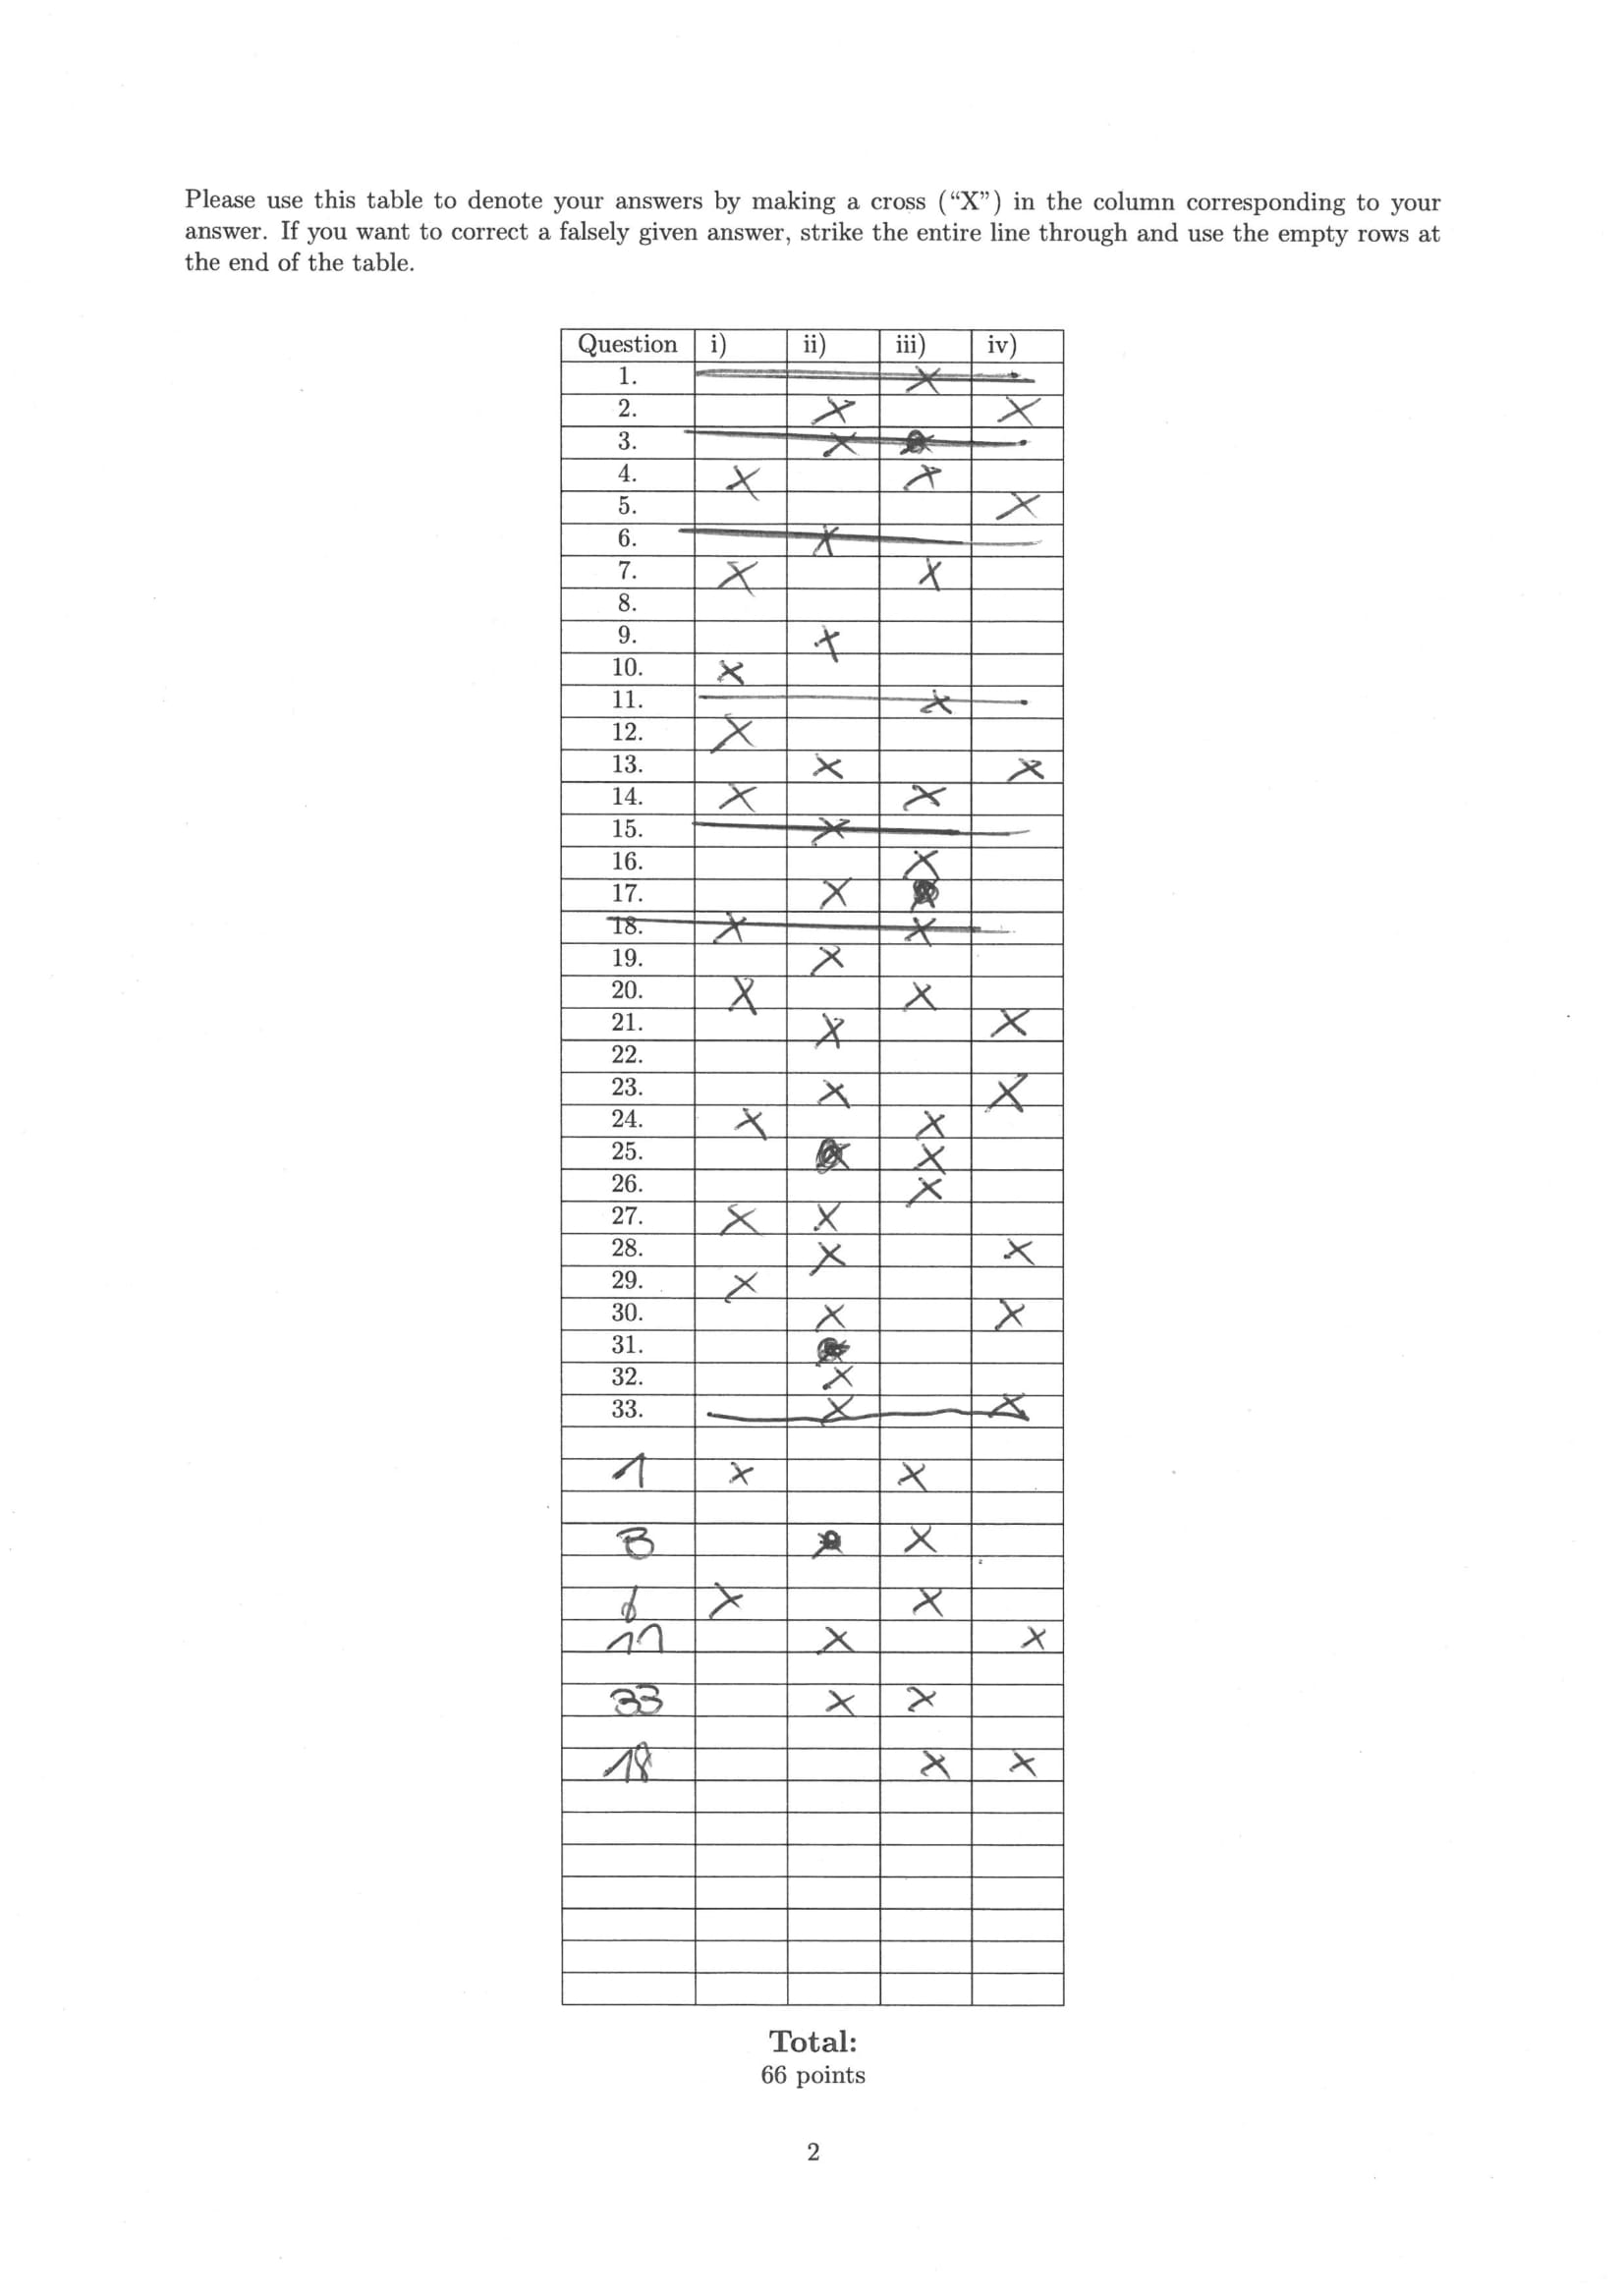 Please use this table to denote your answers by making a cross (“X”) in the column corresponding to your
answer. If you want to correct a falsely given answer, strike the entire line through and use the empty rows at
the end of the table.
Question i) ii) iii) iv)
1. X
2. X X
3. X
4. X X
5. X
6. X
7. X X
8.
9. X
10. X
11. X
12. X
13. X X
14. X X
15. X
16. X
17. X
18. X X
19. X
20. X X
21. X X
22.
23. X X
24. X X
25. X
26. X
27. X X
28. X X
29. X
30. X X
31.
32. X
33. X X
1 X X
3 X
6 X X
11 X X
33 X X
18 X X
Total:
66 points
2